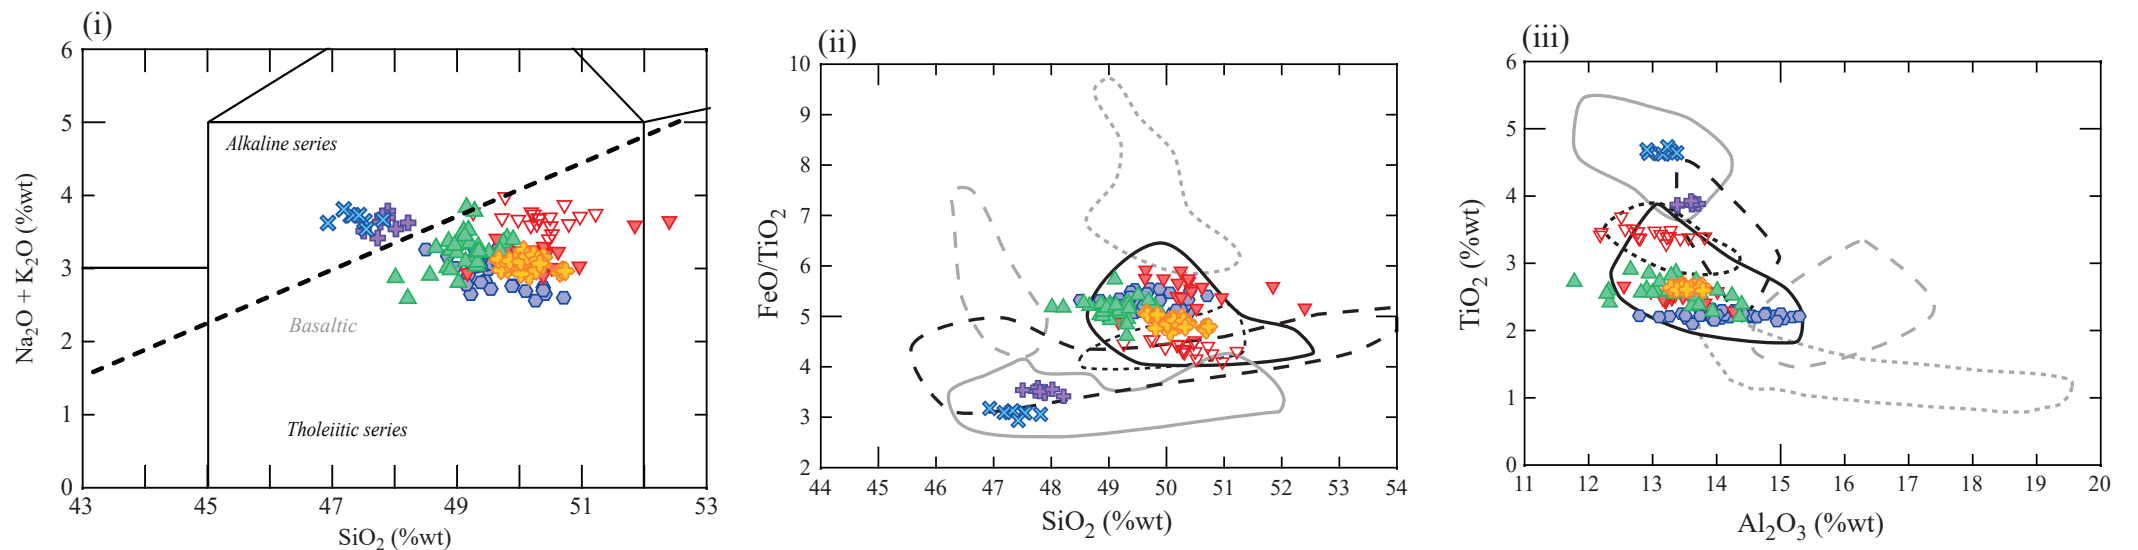 (i)
6
5
4
3
2
1
0
Na₂O + K₂O (%wt)
Alkaline series
Basaltic
Tholeiitic series
43 45 47 49 51 53
SiO₂ (%wt)
(ii)
10
9
8
7
6
5
4
3
2
FeO/TiO₂
44 45 46 47 48 49 50 51 52 53 54
SiO₂ (%wt)
(iii)
6
5
4
3
2
1
0
TiO₂ (%wt)
11 12 13 14 15 16 17 18 19 20
Al₂O₃ (%wt)